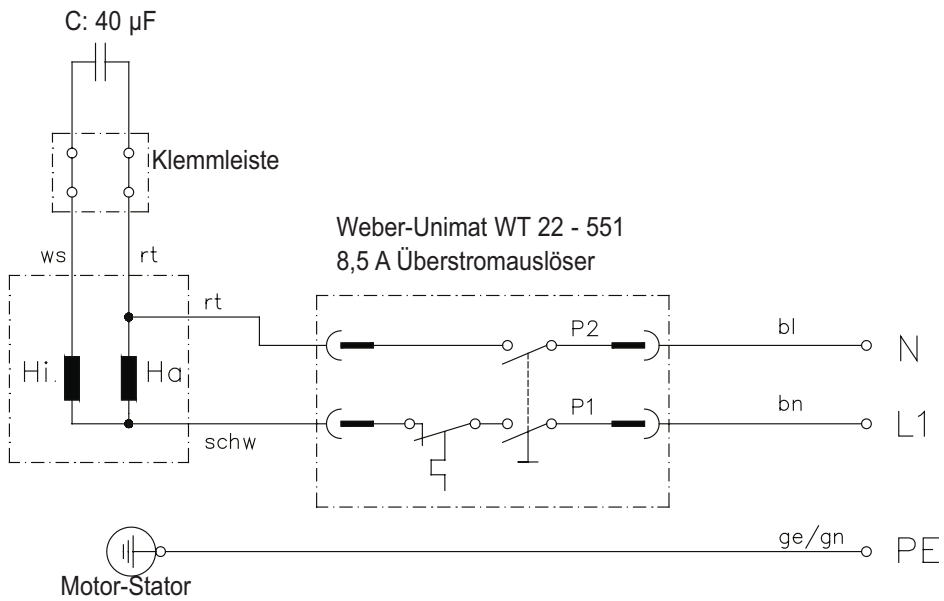 C: 40 µF
Klemmleiste
Weber-Unimat WT 22 - 551
8,5 A Überstromauslöser
ws
rt
rt
P2
bl
N
Hi
Ha
P1
bn
L1
schw
ge/gn
PE
Motor-Stator